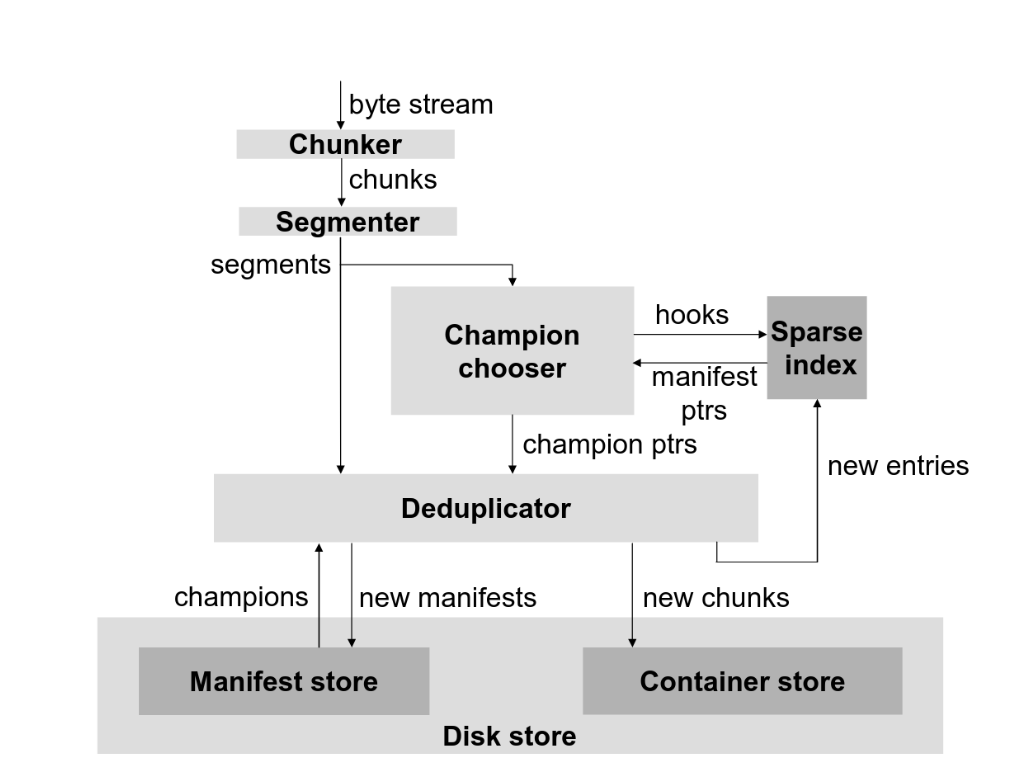 byte stream
Chunker
chunks
Segmenter
segments
Champion
chooser
hooks
Sparse
index
manifest
ptrs
champion ptrs
new entries
Deduplicator
champions
new manifests
new chunks
Manifest store
Container store
Disk store